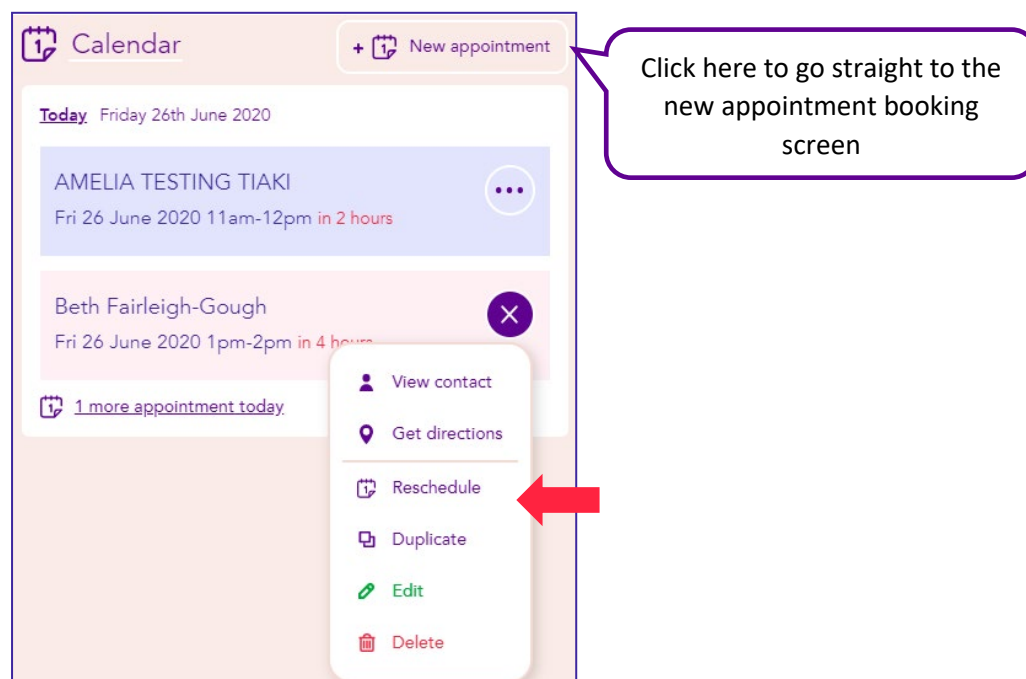 Calendar
+ New appointment
Click here to go straight to the
new appointment booking
screen
Today Friday 26th June 2020
AMELIA TESTING TIAKI
Fri 26 June 2020 11am-12pm in 2 hours
Beth Fairleigh-Gough
Fri 26 June 2020 1pm-2pm in 4 hours
1 more appointment today
View contact
Get directions
Reschedule
Duplicate
Edit
Delete